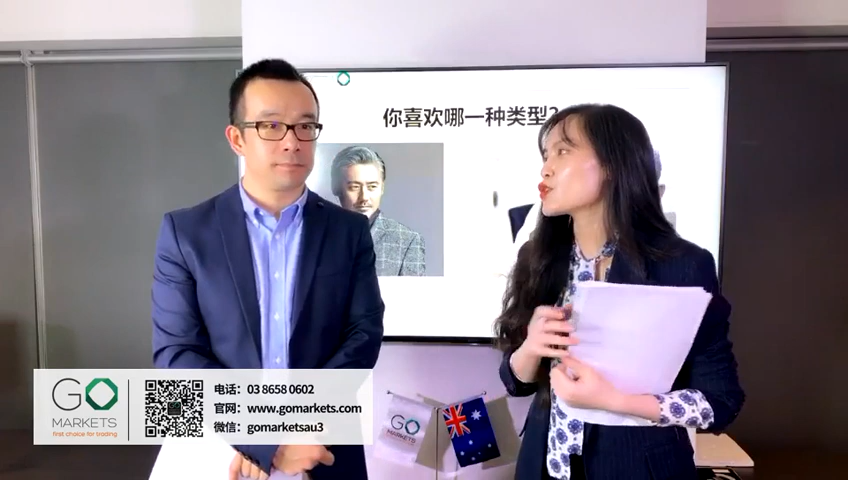 你喜欢哪一种类型?
GO
MARKETS
first choice for trading
电话: 03 8658 0602
官网: www.gomarkets.com
微信: gomarketsau3
GO
MARKETS